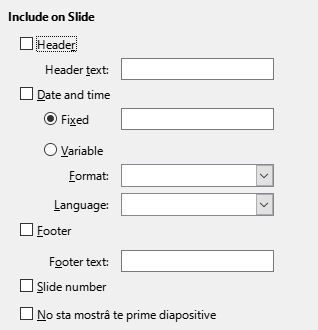 Include on Slide
Header
Header text:
Date and time
Fixed
Variable
Format:
Language:
Footer
Footer text:
Slide number
No sta mostrâ te prime diapositive